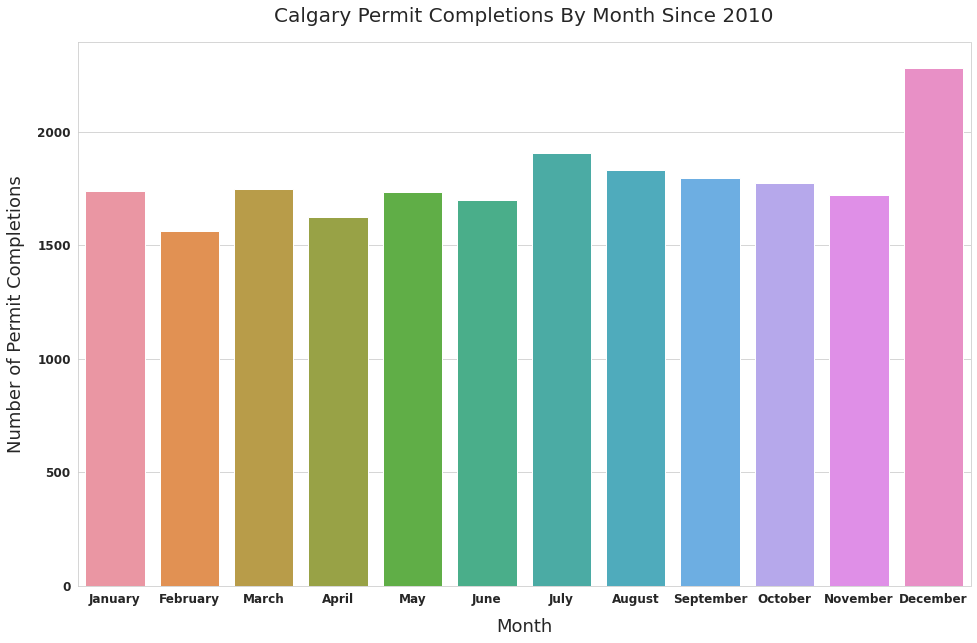 Calgary Permit Completions By Month Since 2010
Number of Permit Completions
2000
1500
1000
500
0
January February March April May June July August September October November December
Month